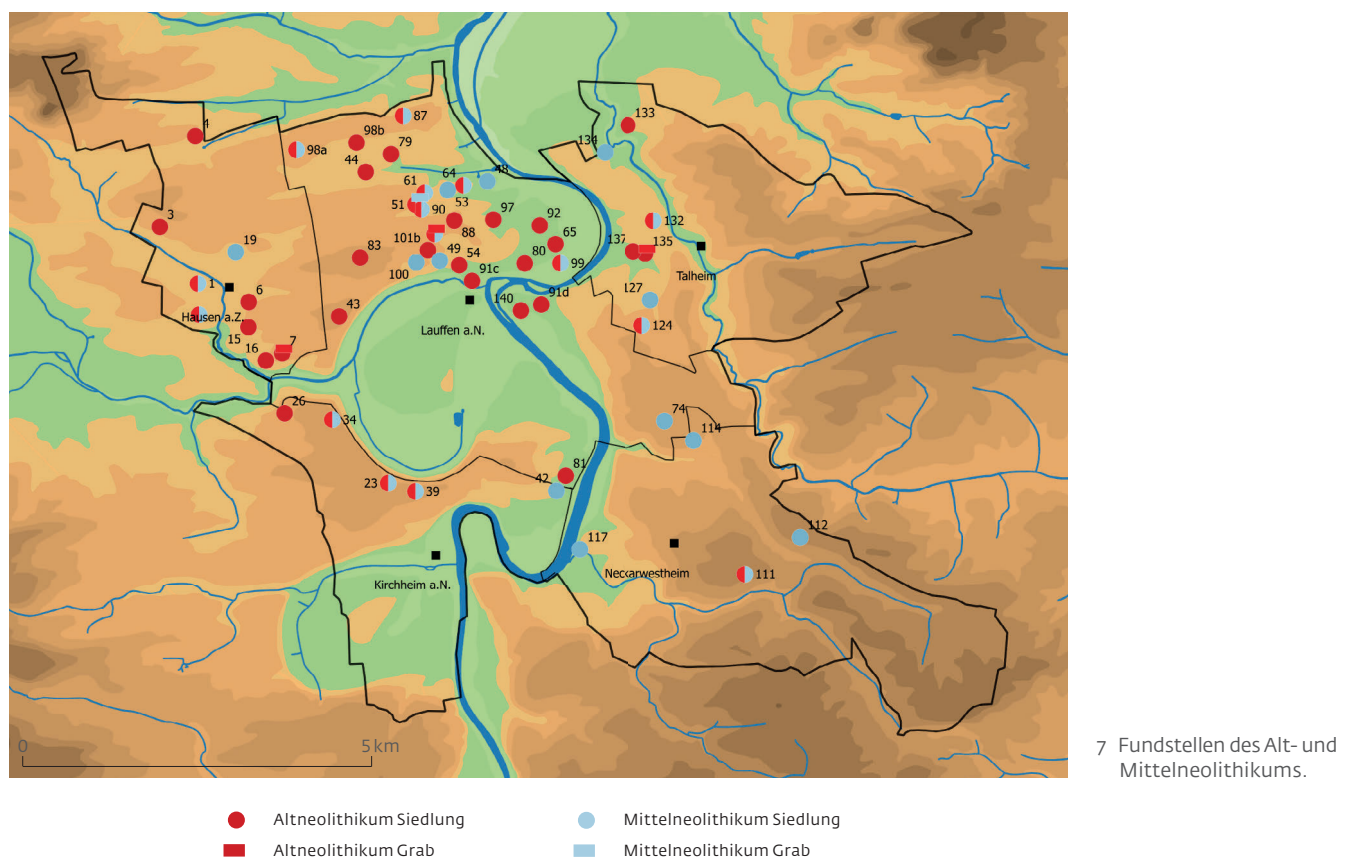 87
133
4
98b
79
134
98a
44
64
48
61
51
90
53
97
92
132
3
88
65
101b
137
135
19
83
49
54
80
99
100
91c
Talheim
1
6
140
91d
127
43
Lauffen a.N.
Hausen a.Z.
124
15
7
16
26
34
74
114
81
23
39
42
112
117
Neckarwestheim
111
Kirchheim a.N.
0
5 km
7 Fundstellen des Alt- und
Mittelneolithikums.
Altneolithikum Siedlung
Mittelneolithikum Siedlung
Altneolithikum Grab
Mittelneolithikum Grab